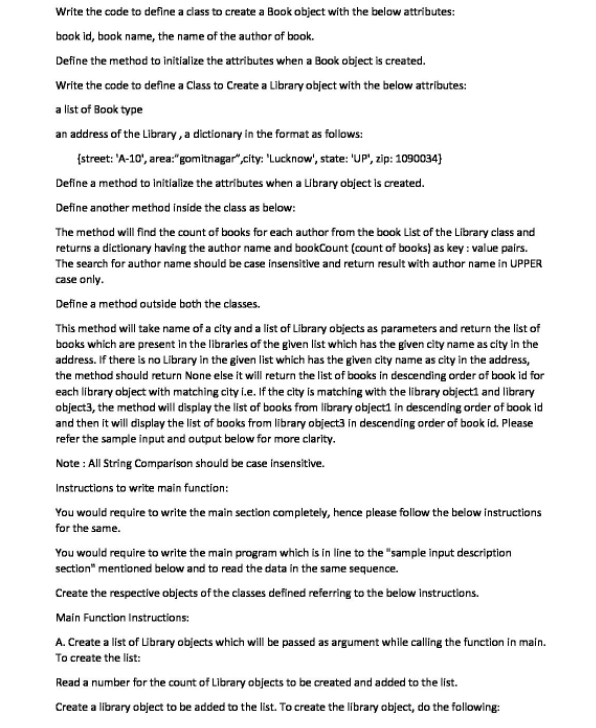 Write the code to define a class to create a Book object with the below attributes:
book id, book name, the name of the author of book.
Define the method to initialize the attributes when a Book object is created.
Write the code to define a Class to Create a Library object with the below attributes:
a list of Book type
an address of the Library , a dictionary in the format as follows:
{street: 'A-10', area:"gomitnagar",city: 'Lucknow', state: 'UP', zip: 1090034}
Define a method to initialize the attributes when a Library object is created.
Define another method inside the class as below:
The method will find the count of books for each author from the book List of the Library class and
returns a dictionary having the author name and bookCount (count of books) as key : value pairs.
The search for author name should be case insensitive and return result with author name in UPPER
case only.
Define a method outside both the classes.
This method will take name of a city and a list of Library objects as parameters and return the list of
books which are present in the libraries of the given list which has the given city name as city in the
address. If there is no Library in the given list which has the given city name as city in the address,
the method should return None else it will return the list of books in descending order of book id for
each library object with matching city i.e. If the city is matching with the library object1 and library
object3, the method will display the list of books from library object1 in descending order of book id
and then it will display the list of books from library object3 in descending order of book id. Please
refer the sample input and output below for more clarity.
Note : All String Comparison should be case insensitive.
Instructions to write main function:
You would require to write the main section completely, hence please follow the below instructions
for the same.
You would require to write the main program which is in line to the "sample input description
section" mentioned below and to read the data in the same sequence.
Create the respective objects of the classes defined referring to the below instructions.
Main Function Instructions:
A. Create a list of Library objects which will be passed as argument while calling the function in main.
To create the list:
Read a number for the count of Library objects to be created and added to the list.
Create a library object to be added to the list. To create the library object, do the following: